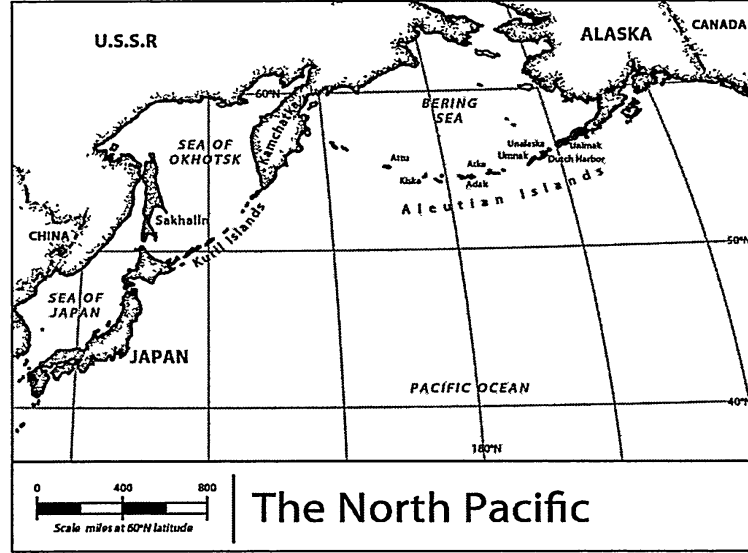 U.S.S.R
ALASKA
CANADA
60°N
BERING
SEA
SEA OF
OKHOTSK
Kamchatka
Attu
Kiska
Atka
Adak
Unalaska
Umnak
Unimak
Dutch Harbor
Aleutian Islands
Sakhalin
Kuril Islands
CHINA
50°N
SEA OF
JAPAN
JAPAN
PACIFIC OCEAN
40°N
180°N
0 400 800
Scale miles at 60°N latitude
The North Pacific